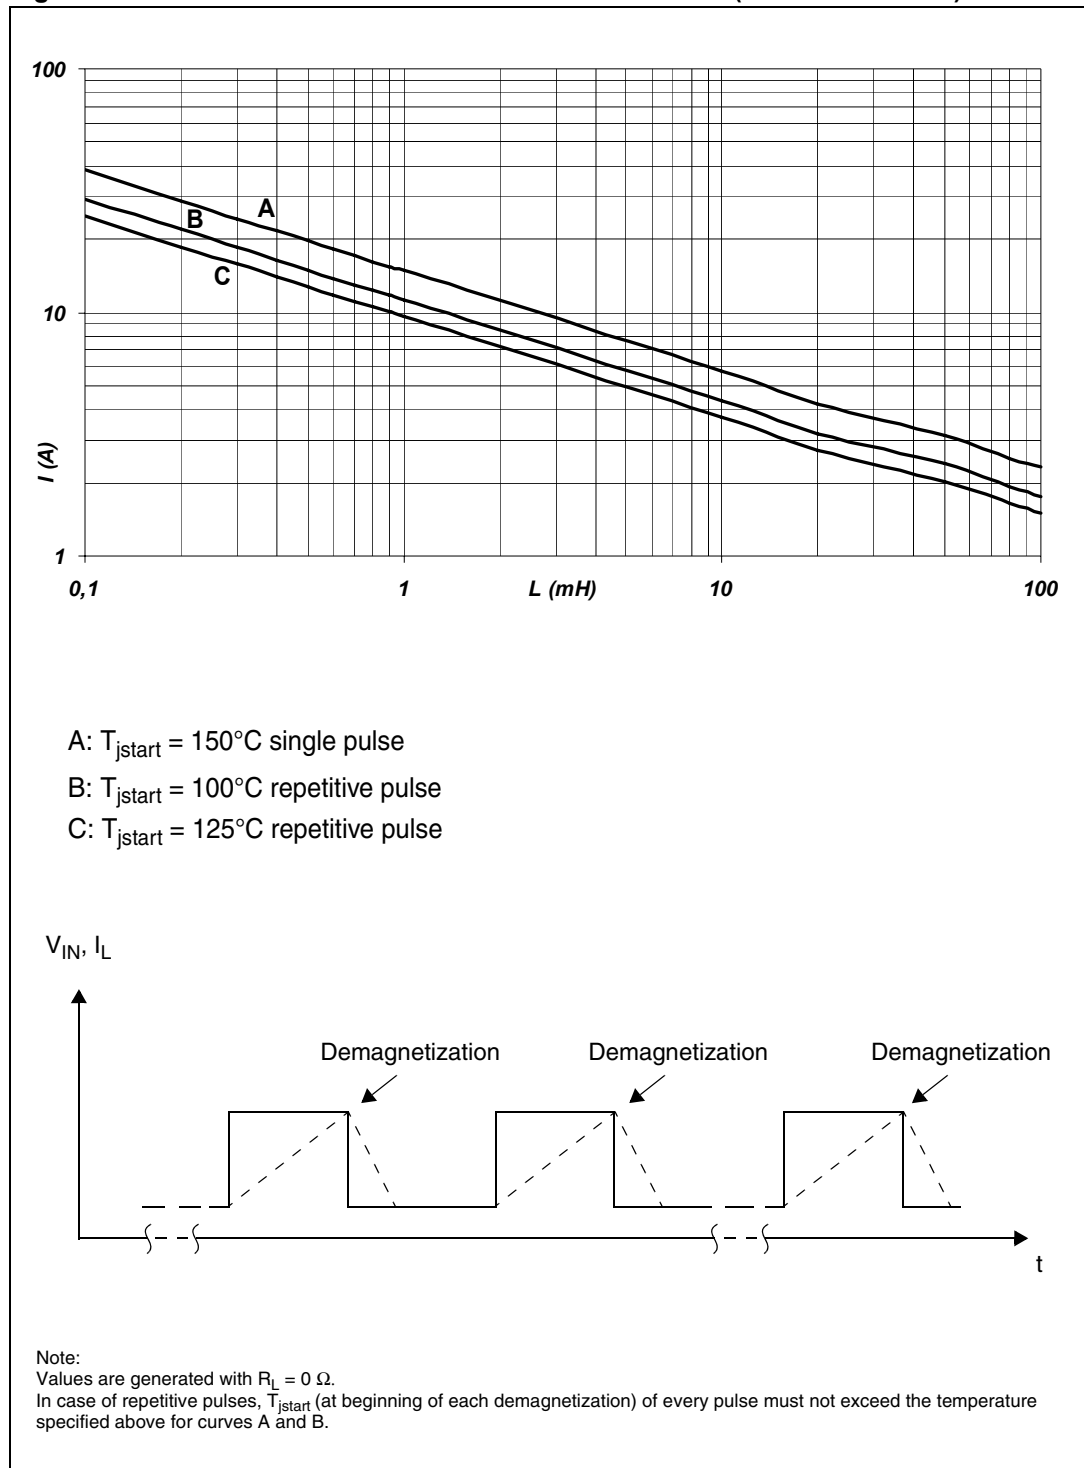 100
A
B
C
10
I (A)
1
0,1 1 L (mH) 10 100
A: Tjstart = 150°C single pulse
B: Tjstart = 100°C repetitive pulse
C: Tjstart = 125°C repetitive pulse
VIN, IL
Demagnetization Demagnetization Demagnetization
t
Note:
Values are generated with RL = 0 Ω.
In case of repetitive pulses, Tjstart (at beginning of each demagnetization) of every pulse must not exceed the temperature
specified above for curves A and B.